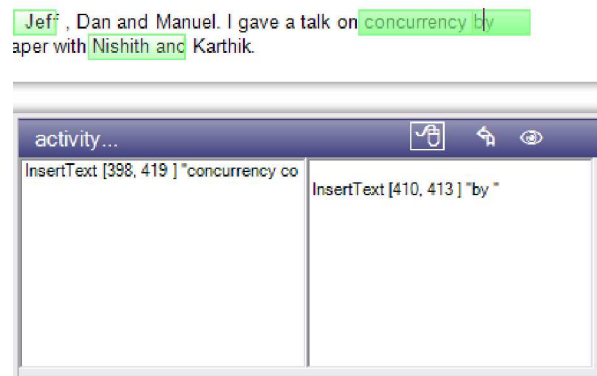 Jeff , Dan and Manuel. I gave a talk on concurrency by
aper with Nishith and Karthik.
activity...
InsertText [398, 419 ] "concurrency co
InsertText [410, 413 ] "by "